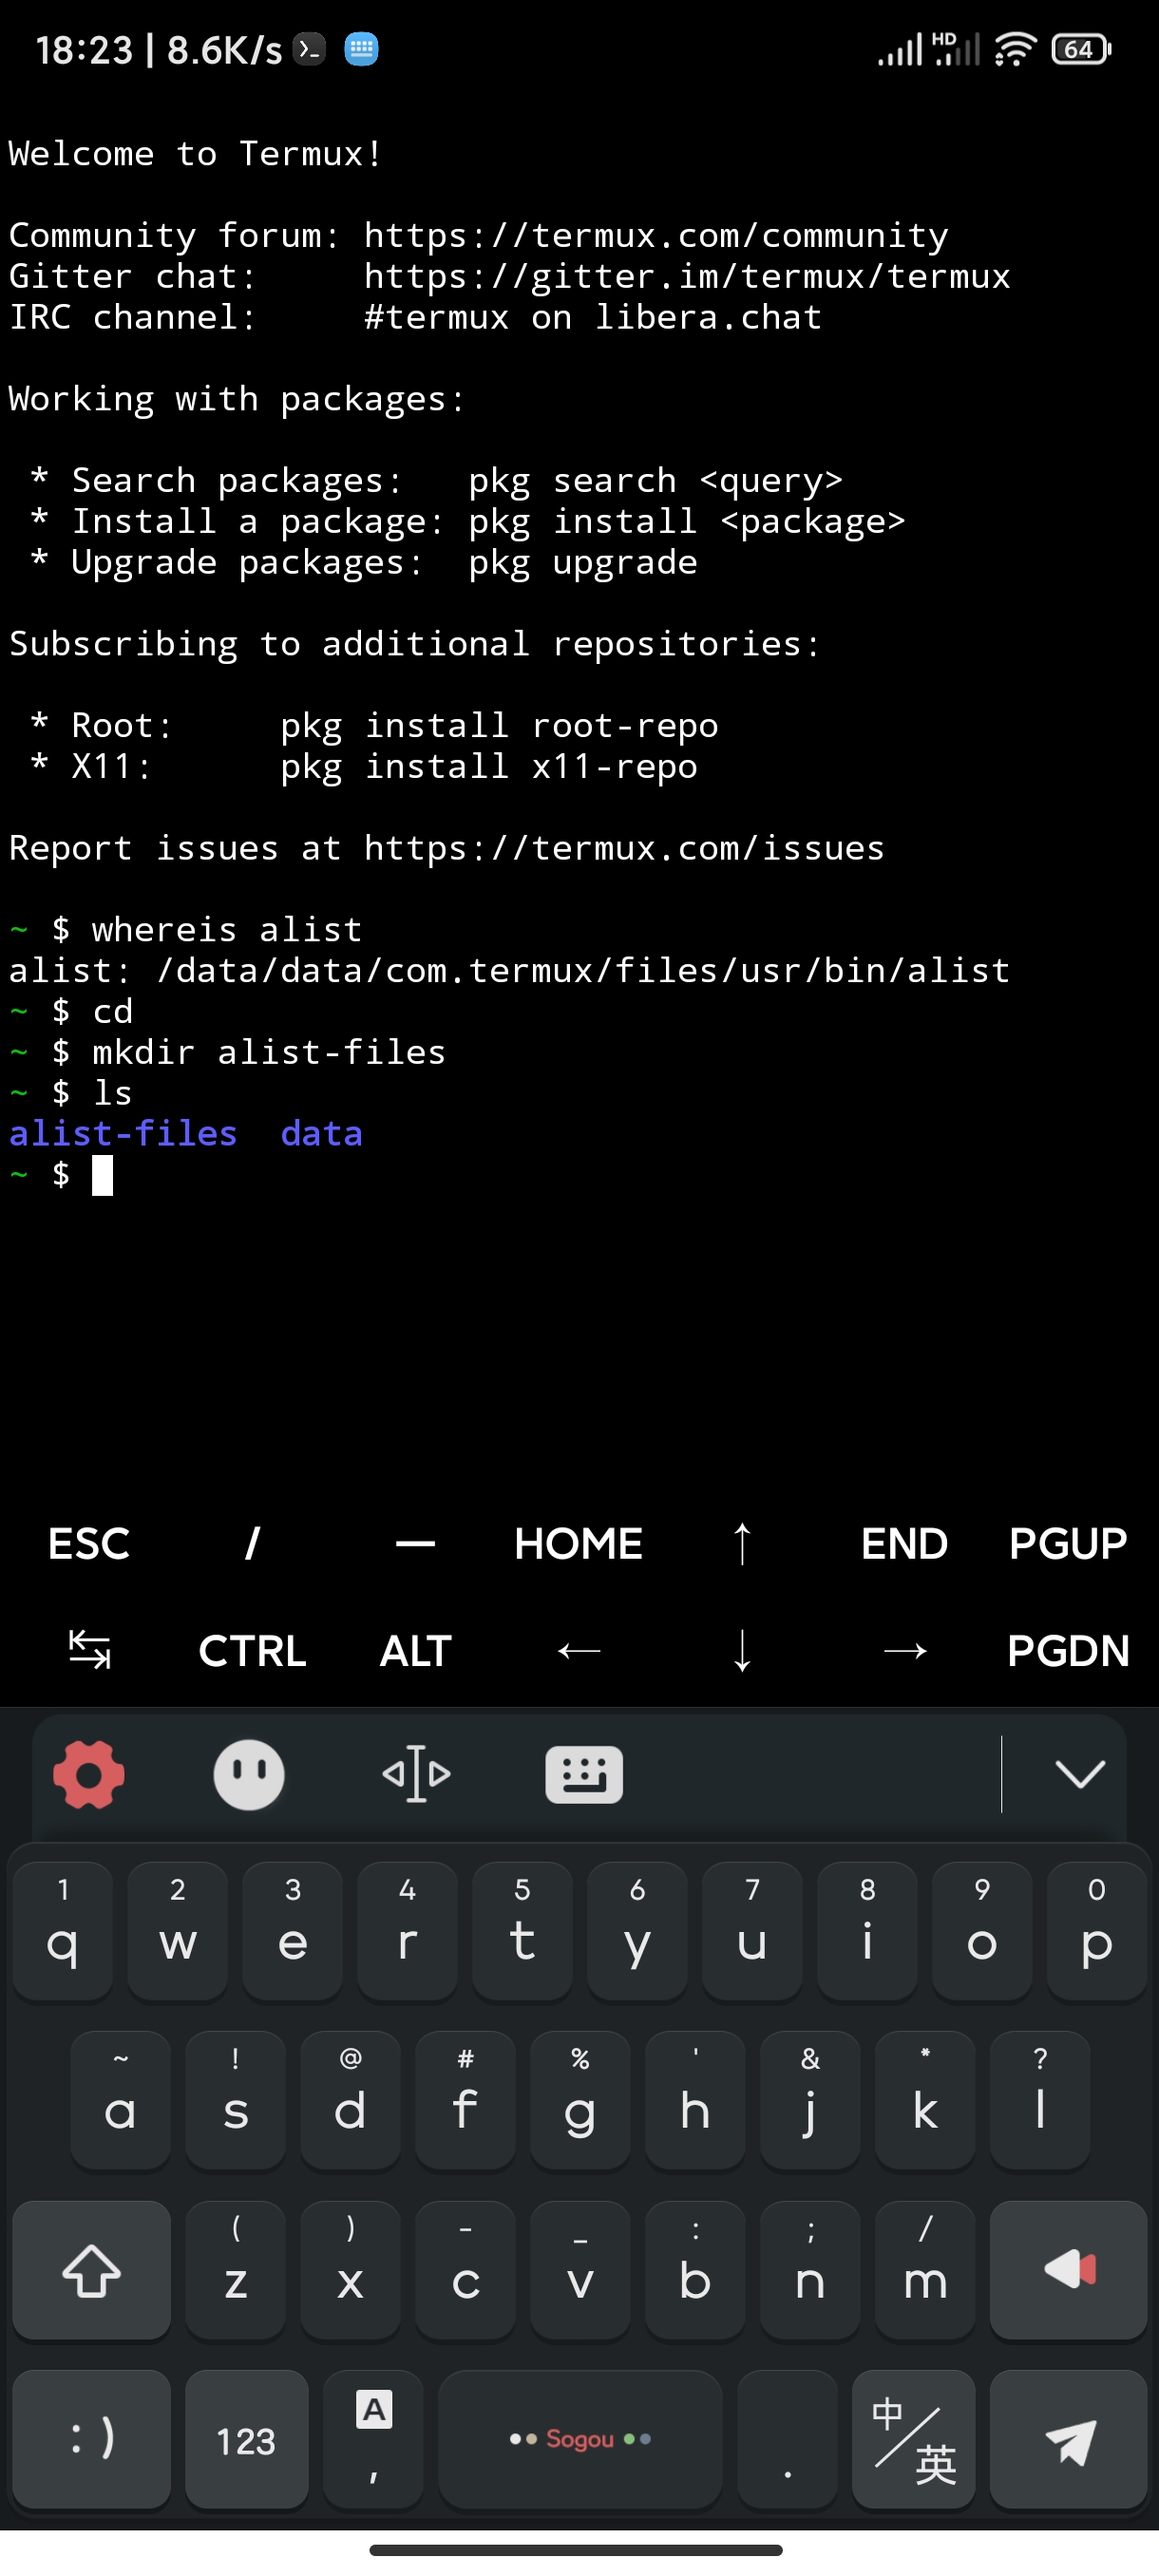 18:23 | 8.6K/s
HD
64
Welcome to Termux!
Community forum: https://termux.com/community
Gitter chat:     https://gitter.im/termux/termux
IRC channel:     #termux on libera.chat
Working with packages:
* Search packages:   pkg search <query>
* Install a package: pkg install <package>
* Upgrade packages:  pkg upgrade
Subscribing to additional repositories:
* Root:     pkg install root-repo
* X11:      pkg install x11-repo
Report issues at https://termux.com/issues
~ $ whereis alist
alist: /data/data/com.termux/files/usr/bin/alist
~ $ cd
~ $ mkdir alist-files
~ $ ls
alist-files  data
~ $
ESC / — HOME ↑ END PGUP
↹ CTRL ALT ← ↓ → PGDN
1 2 3 4 5 6 7 8 9 0
q w e r t y u i o p
~ ! @ # % ' & * ?
a s d f g h j k l
( ) - _ : ; /
z x c v b n m
:) 123 A , Sogou . 中/英